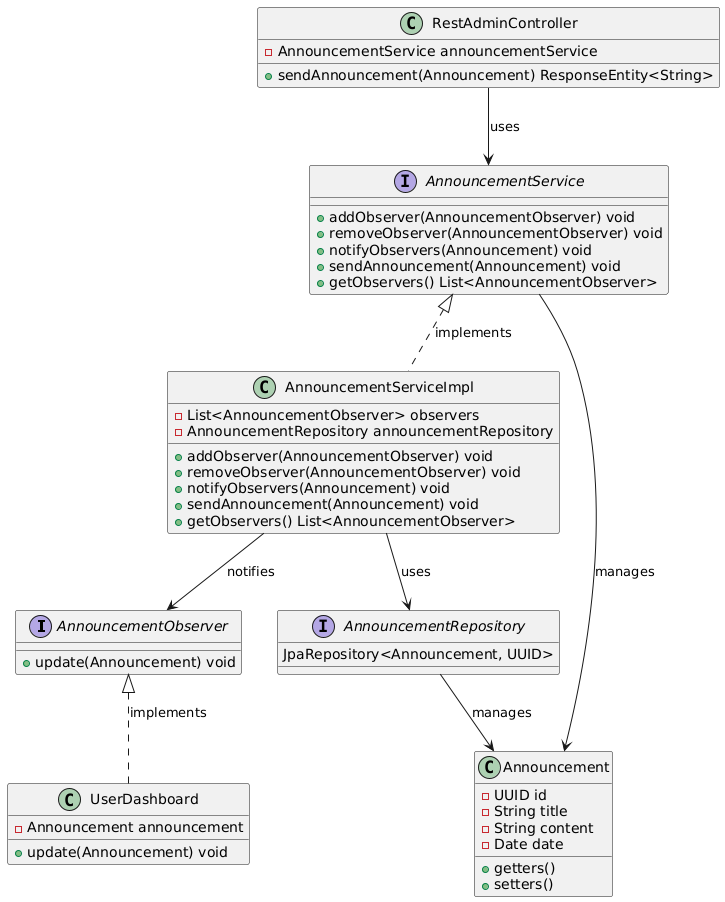 C RestAdminController
AnnouncementService announcementService
sendAnnouncement(Announcement) ResponseEntity<String>
uses
I AnnouncementService
addObserver(AnnouncementObserver) void
removeObserver(AnnouncementObserver) void
notifyObservers(Announcement) void
sendAnnouncement(Announcement) void
getObservers() List<AnnouncementObserver>
implements
C AnnouncementServiceImpl
List<AnnouncementObserver> observers
AnnouncementRepository announcementRepository
addObserver(AnnouncementObserver) void
removeObserver(AnnouncementObserver) void
notifyObservers(Announcement) void
sendAnnouncement(Announcement) void
getObservers() List<AnnouncementObserver>
notifies
uses
manages
I AnnouncementObserver
update(Announcement) void
I AnnouncementRepository
JpaRepository<Announcement, UUID>
implements
manages
C UserDashboard
Announcement announcement
update(Announcement) void
C Announcement
UUID id
String title
String content
Date date
getters()
setters()